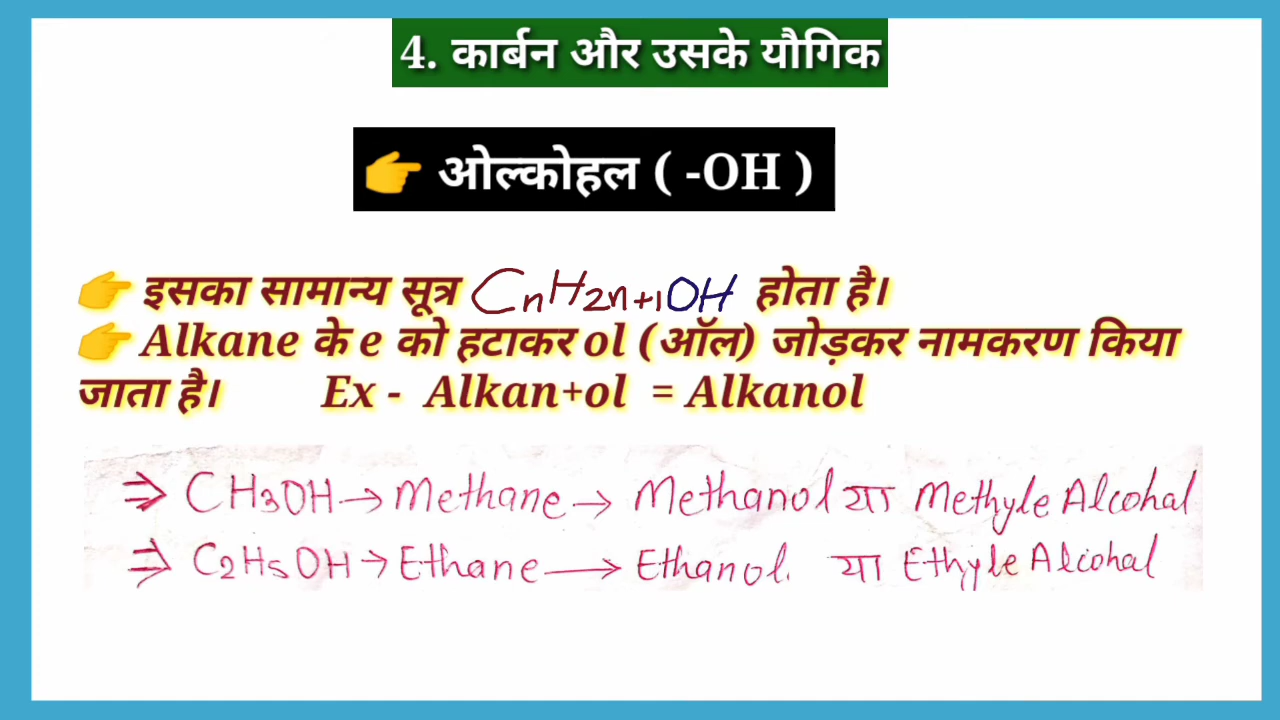 4. कार्बन और उसके यौगिक
👉 ओल्कोहल ( -OH )
👉 इसका सामान्य सूत्र CnH2n+1OH होता है।
👉 Alkane के e को हटाकर ol (ऑल) जोड़कर नामकरण किया
जाता है। Ex - Alkan+ol = Alkanol
⇒ CH3OH → Methane → Methanol या Methyle Alcohal
⇒ C2H5OH → Ethane → Ethanol. या Ethyle Alcohal